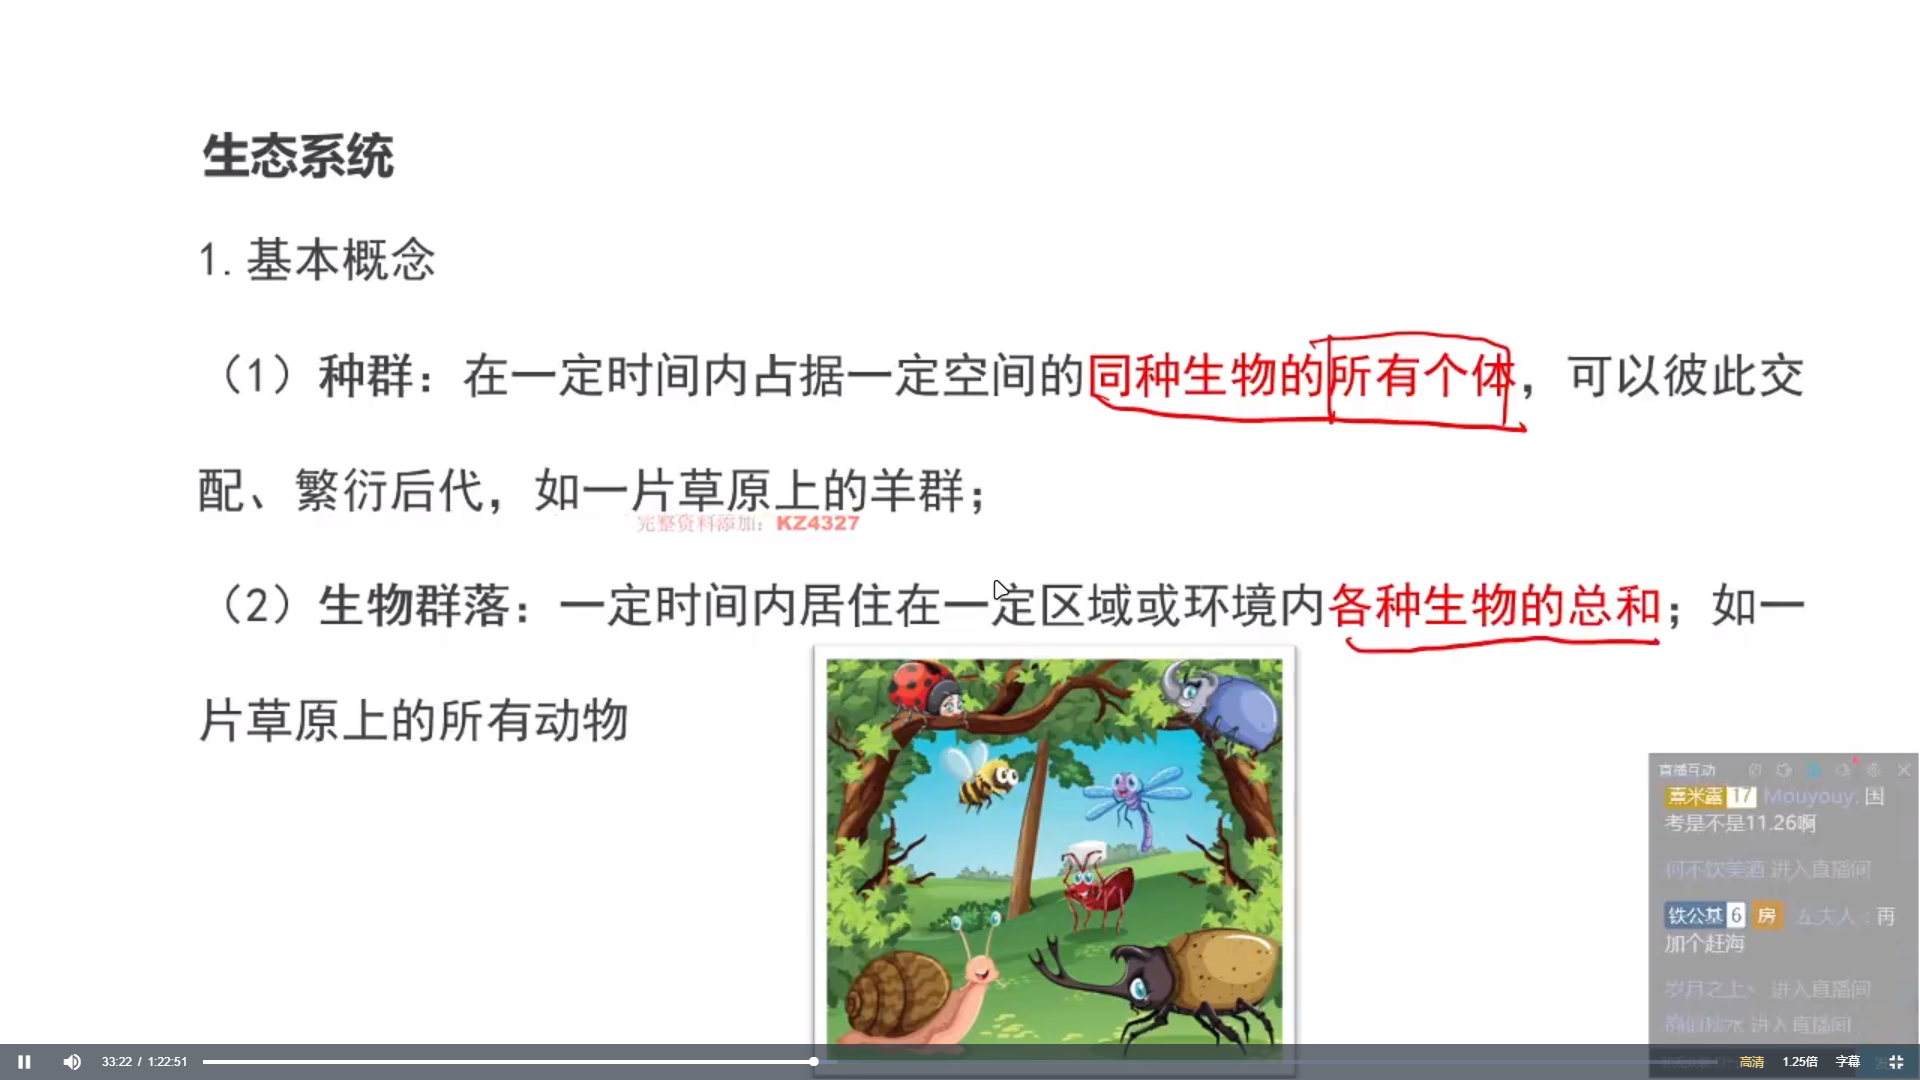 生态系统
1.基本概念
（1）种群：在一定时间内占据一定空间的同种生物的所有个体，可以彼此交
配、繁衍后代，如一片草原上的羊群；
完整资料添加：KZ4327
（2）生物群落：一定时间内居住在一定区域或环境内各种生物的总和；如一
片草原上的所有动物
直播互动
熹米露 17 Mouyouy. 国
考是不是11.26啊
何不饮美酒 进入直播间
铁公基 6 房 左大人：再
加个赶海
岁月之上丶 进入直播间
进入直播间
33:22 / 1:22:51
高清 1.25倍 字幕